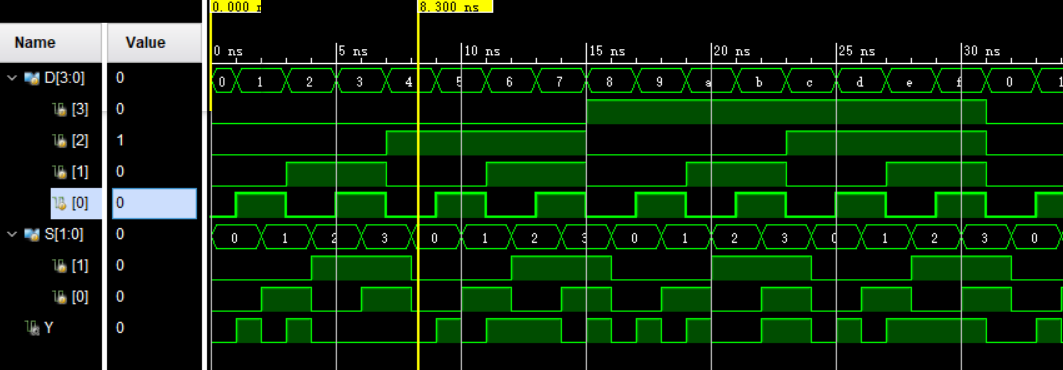 0.000 8.300 ns
Name Value
0 ns 5 ns 10 ns 15 ns 20 ns 25 ns 30 ns
D[3:0] 0 0 1 2 3 4 5 6 7 8 9 a b c d e f 0 1
[3] 0
[2] 1
[1] 0
[0] 0
S[1:0] 0 0 1 2 3 0 1 2 3 0 1 2 3 0 1 2 3 0
[1] 0
[0] 0
Y 0